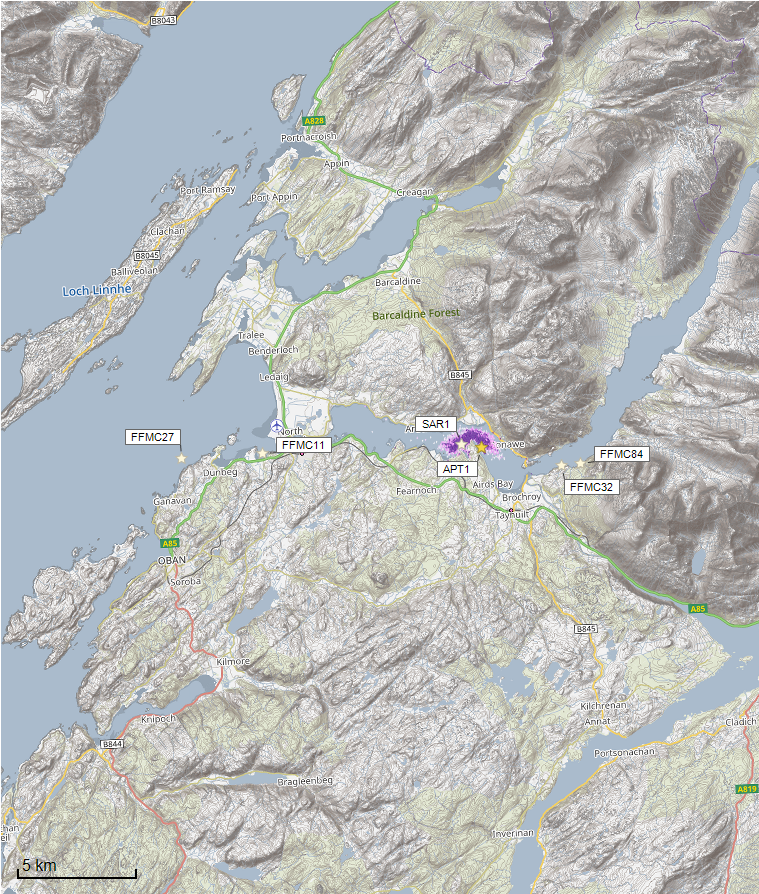 B8043
A828
Portnacroish
Appin
Port Ramsay
Port Appin
Creagan
Clachan
B8045
Balliveolan
Loch Linnhe
Barcaldine
Barcaldine Forest
Tralee
Benderloch
Ledaig
B845
SAR1
North
FFMC27
FFMC11
onawe
FFMC84
APT1
Dunbeg
Airds Bay
FFMC32
Fearnoch
Brochroy
Ganavan
Taynuilt
A85
OBAN
Soroba
A85
B845
Kilmore
Kilchrenan
Annat
Knipoch
Cladich
B844
Portsonachan
Bragleenbeg
A819
Inverinan
5 km